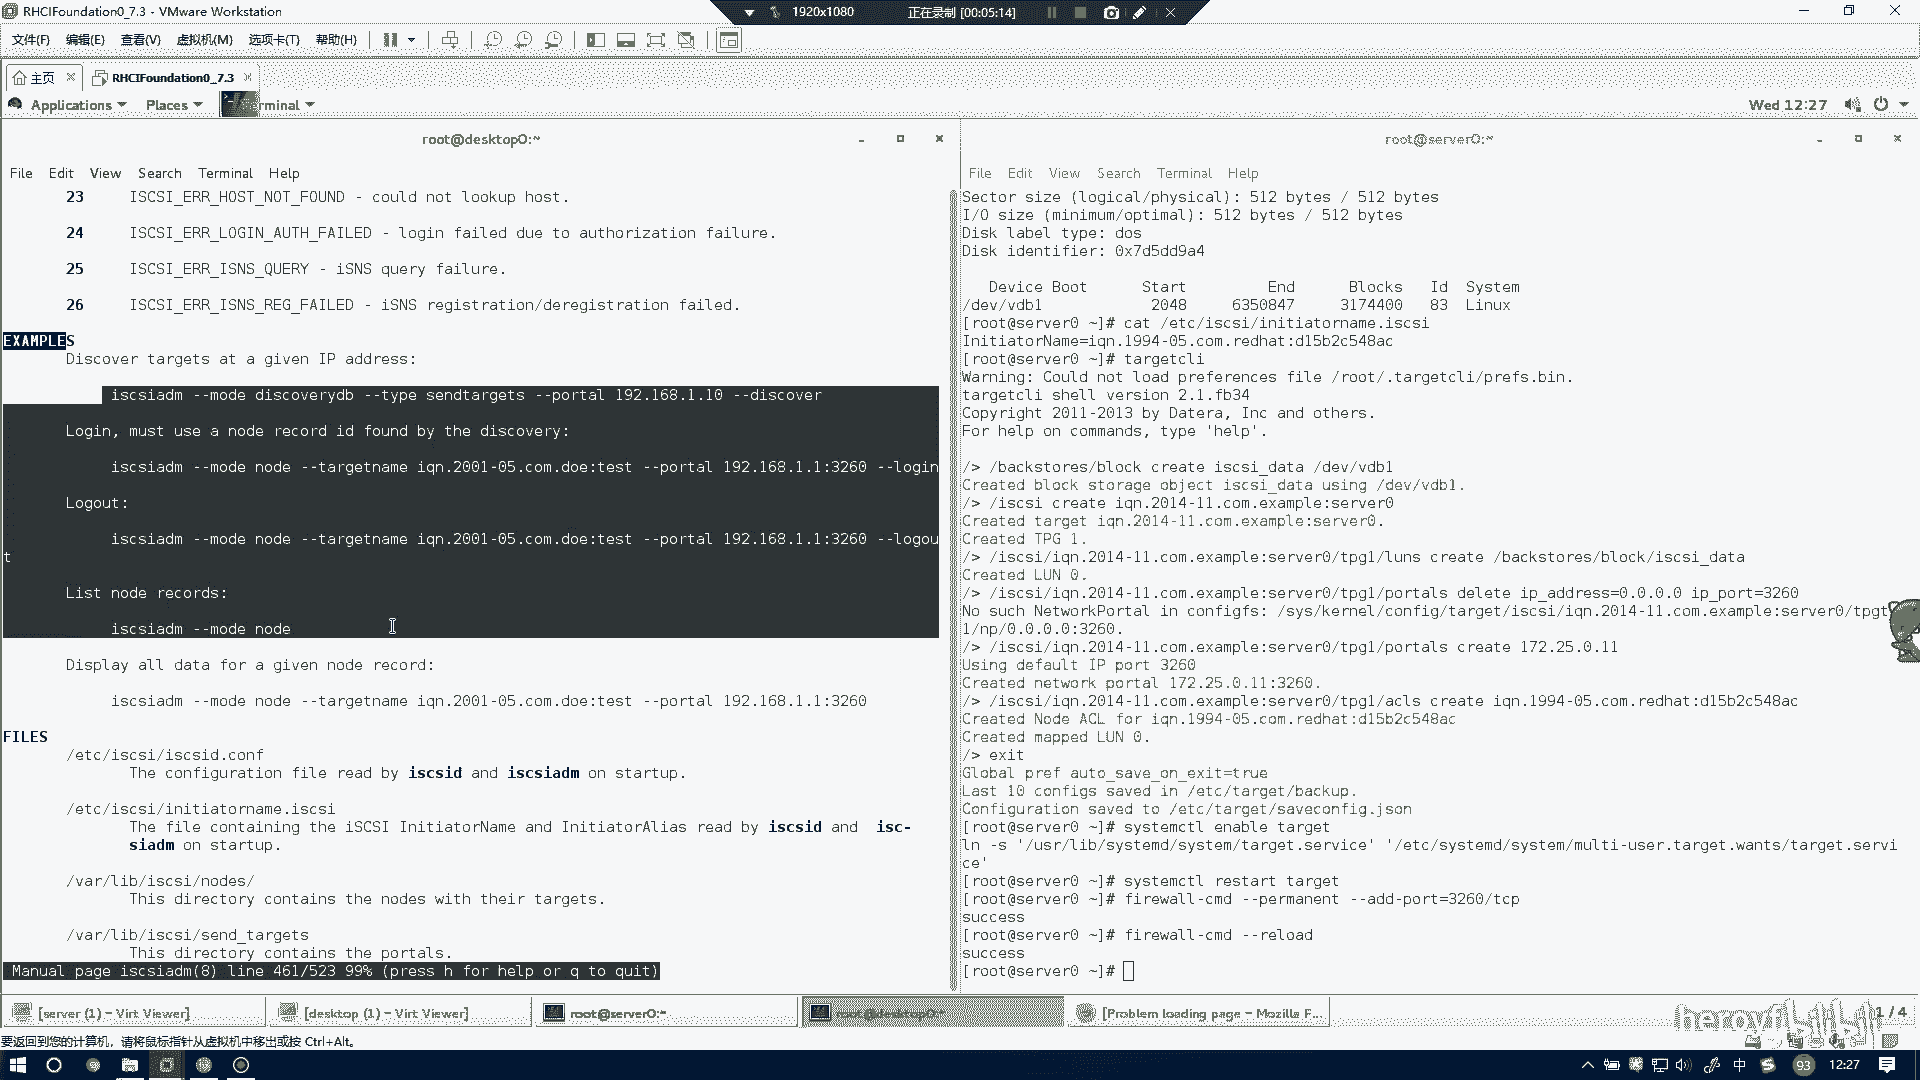 RHCIFoundation0_7.3 - VMware Workstation
1920x1080
正在录制 [00:05:14]
文件(F) 编辑(E) 查看(V) 虚拟机(M) 选项卡(T) 帮助(H)
主页
RHCIFoundation0_7.3
Applications Places
Wed 12:27
root@desktop0:~
File Edit View Search Terminal Help
23 ISCSI_ERR_HOST_NOT_FOUND - could not lookup host.
24 ISCSI_ERR_LOGIN_AUTH_FAILED - login failed due to authorization failure.
25 ISCSI_ERR_ISNS_QUERY - iSNS query failure.
26 ISCSI_ERR_ISNS_REG_FAILED - iSNS registration/deregistration failed.
EXAMPLES
Discover targets at a given IP address:
iscsiadm --mode discoverydb --type sendtargets --portal 192.168.1.10 --discover
Login, must use a node record id found by the discovery:
iscsiadm --mode node --targetname iqn.2001-05.com.doe:test --portal 192.168.1.1:3260 --login
Logout:
iscsiadm --mode node --targetname iqn.2001-05.com.doe:test --portal 192.168.1.1:3260 --logou
t
List node records:
iscsiadm --mode node
Display all data for a given node record:
iscsiadm --mode node --targetname iqn.2001-05.com.doe:test --portal 192.168.1.1:3260
FILES
/etc/iscsi/iscsid.conf
The configuration file read by iscsid and iscsiadm on startup.
/etc/iscsi/initiatorname.iscsi
The file containing the iSCSI InitiatorName and InitiatorAlias read by iscsid and isc-
siadm on startup.
/var/lib/iscsi/nodes/
This directory contains the nodes with their targets.
/var/lib/iscsi/send_targets
This directory contains the portals.
Manual page iscsiadm(8) line 461/523 99% (press h for help or q to quit)
root@server0:~
File Edit View Search Terminal Help
Sector size (logical/physical): 512 bytes / 512 bytes
I/O size (minimum/optimal): 512 bytes / 512 bytes
Disk label type: dos
Disk identifier: 0x7d5dd9a4
Device Boot Start End Blocks Id System
/dev/vdb1 2048 6350847 3174400 83 Linux
[root@server0 ~]# cat /etc/iscsi/initiatorname.iscsi
InitiatorName=iqn.1994-05.com.redhat:d15b2c548ac
[root@server0 ~]# targetcli
Warning: Could not load preferences file /root/.targetcli/prefs.bin.
targetcli shell version 2.1.fb34
Copyright 2011-2013 by Datera, Inc and others.
For help on commands, type 'help'.
/> /backstores/block create iscsi_data /dev/vdb1
Created block storage object iscsi_data using /dev/vdb1.
/> /iscsi create iqn.2014-11.com.example:server0
Created target iqn.2014-11.com.example:server0.
Created TPG 1.
/> /iscsi/iqn.2014-11.com.example:server0/tpg1/luns create /backstores/block/iscsi_data
Created LUN 0.
/> /iscsi/iqn.2014-11.com.example:server0/tpg1/portals delete ip_address=0.0.0.0 ip_port=3260
No such NetworkPortal in configfs: /sys/kernel/config/target/iscsi/iqn.2014-11.com.example:server0/tpgt
1/np/0.0.0.0:3260.
/> /iscsi/iqn.2014-11.com.example:server0/tpg1/portals create 172.25.0.11
Using default IP port 3260
Created network portal 172.25.0.11:3260.
/> /iscsi/iqn.2014-11.com.example:server0/tpg1/acls create iqn.1994-05.com.redhat:d15b2c548ac
Created Node ACL for iqn.1994-05.com.redhat:d15b2c548ac
Created mapped LUN 0.
/> exit
Global pref auto_save_on_exit=true
Last 10 configs saved in /etc/target/backup.
Configuration saved to /etc/target/saveconfig.json
[root@server0 ~]# systemctl enable target
ln -s '/usr/lib/systemd/system/target.service' '/etc/systemd/system/multi-user.target.wants/target.servi
ce'
[root@server0 ~]# systemctl restart target
[root@server0 ~]# firewall-cmd --permanent --add-port=3260/tcp
success
[root@server0 ~]# firewall-cmd --reload
success
[root@server0 ~]#
[server (1) - Virt Viewer]
[desktop (1) - Virt Viewer]
root@server0:~
root@desktop0:~
[Problem loading page - Mozilla F...
1 / 4
要返回到您的计算机，请将鼠标指针从虚拟机中移出或按 Ctrl+Alt。
中
93
12:27